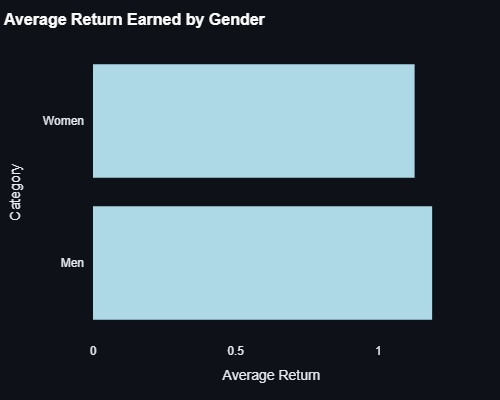 Average Return Earned by Gender
Women
Category
Men
0 0.5 1
Average Return